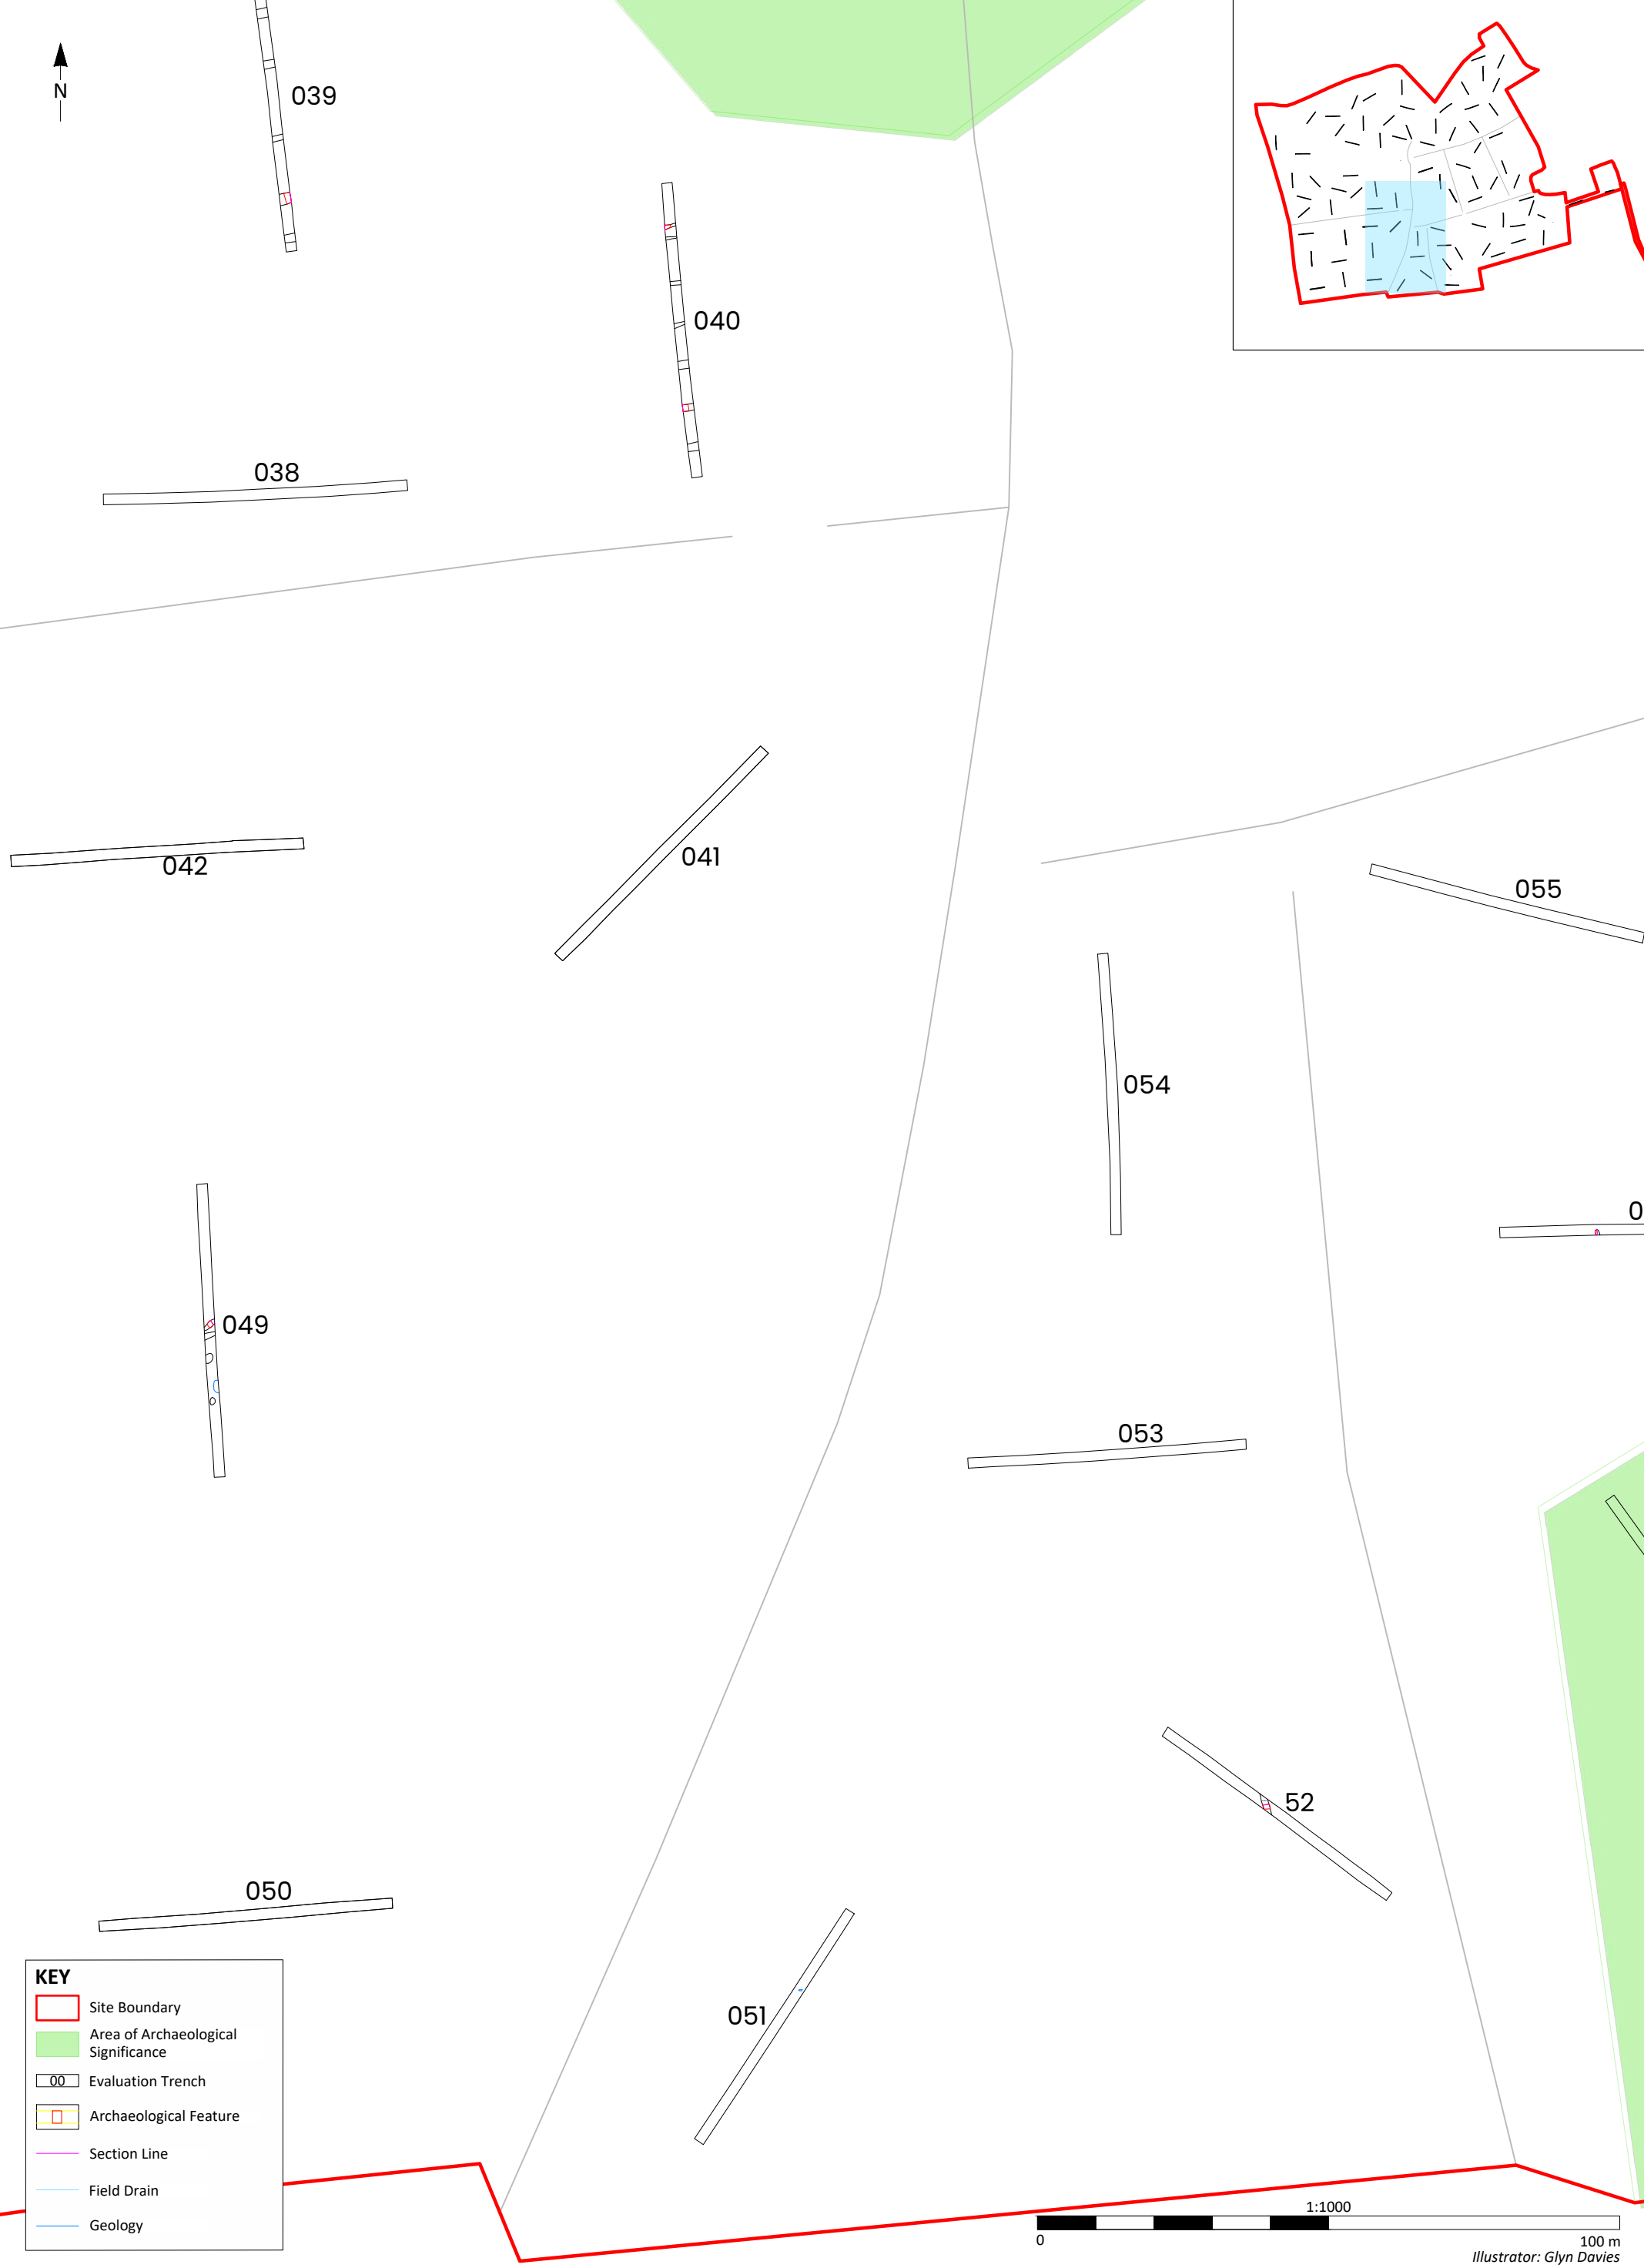 N
039
040
038
042
041
055
054
0
049
053
52
050
051
KEY
Site Boundary
Area of Archaeological
Significance
00
Evaluation Trench
Archaeological Feature
Section Line
Field Drain
Geology
1:1000
0
100 m
Illustrator: Glyn Davies